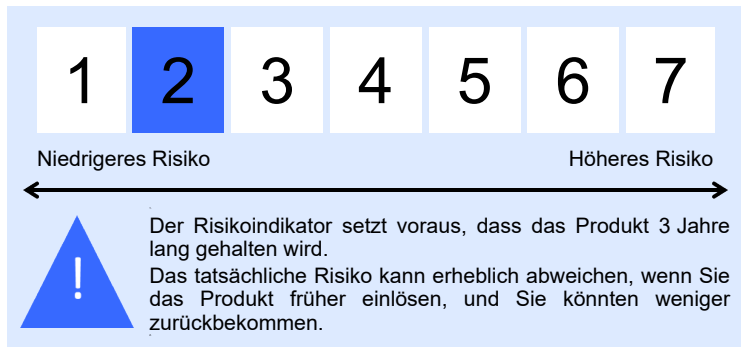 1 2 3 4 5 6 7
Niedrigeres Risiko Höheres Risiko
!
Der Risikoindikator setzt voraus, dass das Produkt 3 Jahre
lang gehalten wird.
Das tatsächliche Risiko kann erheblich abweichen, wenn Sie
das Produkt früher einlösen, und Sie könnten weniger
zurückbekommen.